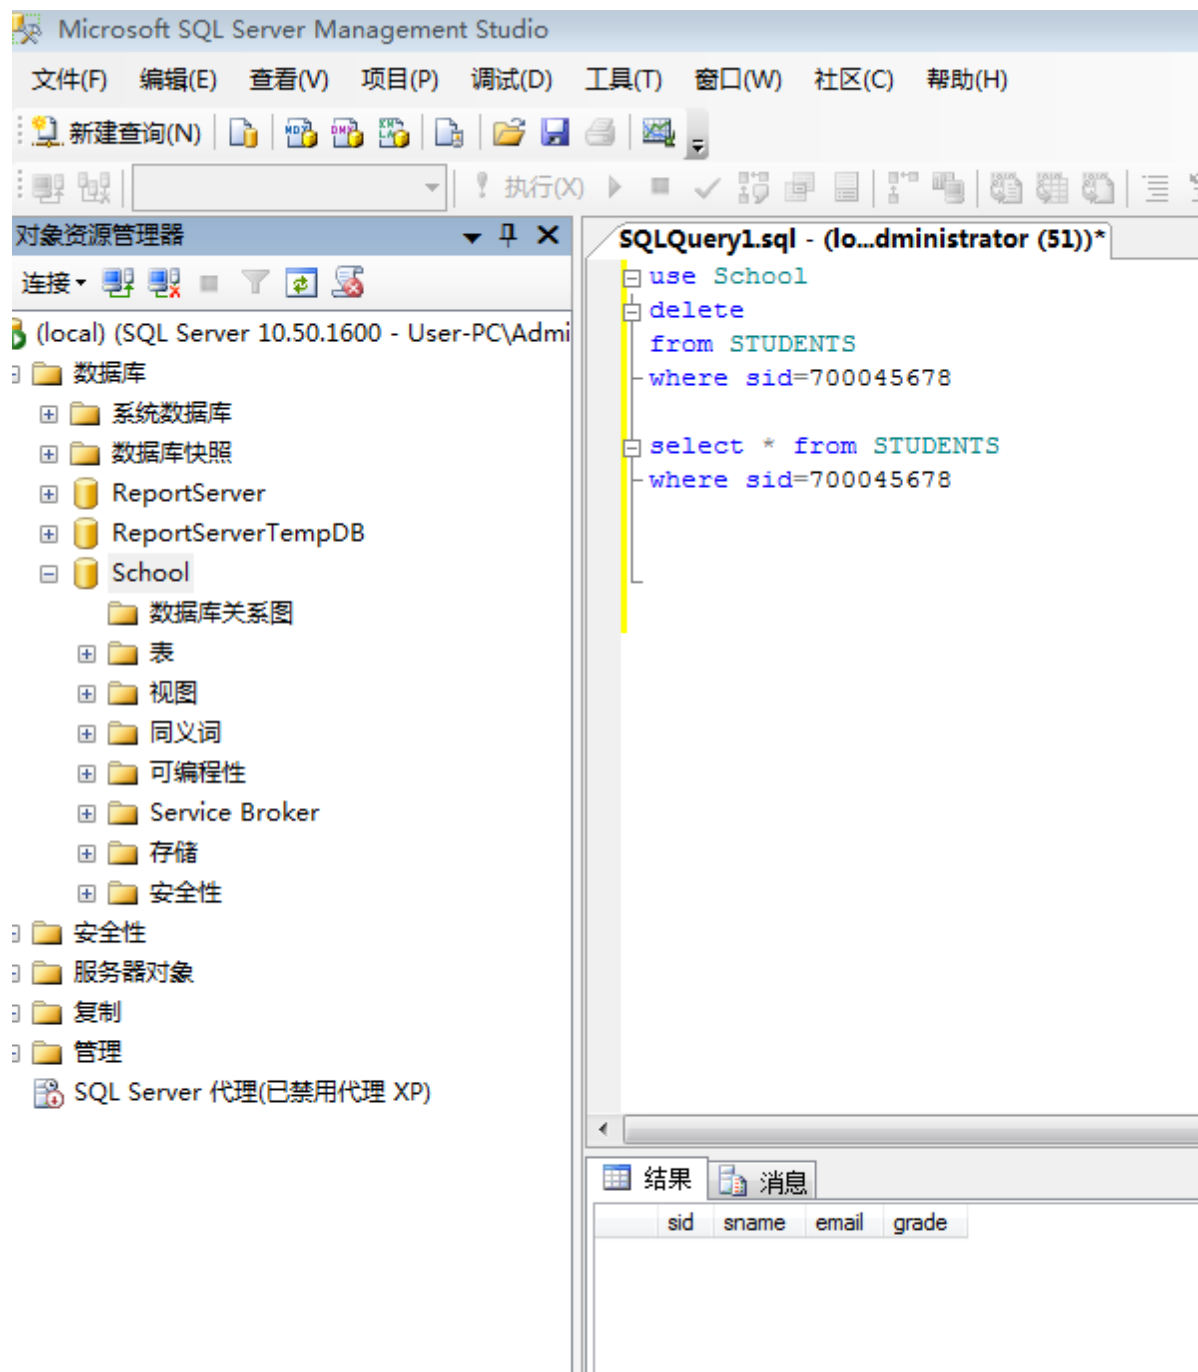 Microsoft SQL Server Management Studio
文件(F) 编辑(E) 查看(V) 项目(P) 调试(D) 工具(T) 窗口(W) 社区(C) 帮助(H)
新建查询(N)
执行(X)
对象资源管理器
连接
(local) (SQL Server 10.50.1600 - User-PC\Admi
数据库
系统数据库
数据库快照
ReportServer
ReportServerTempDB
School
数据库关系图
表
视图
同义词
可编程性
Service Broker
存储
安全性
安全性
服务器对象
复制
管理
SQL Server 代理(已禁用代理 XP)
SQLQuery1.sql - (lo...dministrator (51))*
use School
delete
from STUDENTS
where sid=700045678
select * from STUDENTS
where sid=700045678
结果 消息
sid sname email grade